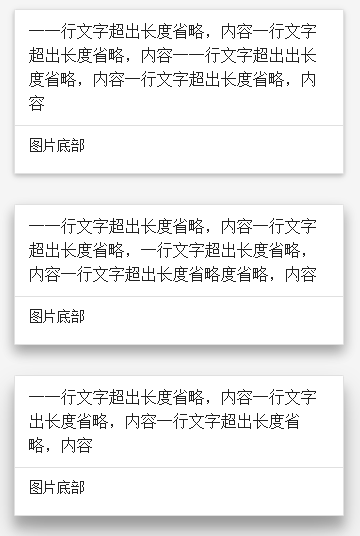 一一行文字超出长度省略，内容一行文字
超出长度省略，内容一一行文字超出出长
度省略，内容一行文字超出长度省略，内
容
图片底部
一一行文字超出长度省略，内容一行文字
超出长度省略，一行文字超出长度省略，
内容一行文字超出长度省略度省略，内容
图片底部
一一行文字超出长度省略，内容一行文字
出长度省略，内容一行文字超出长度省
略，内容
图片底部